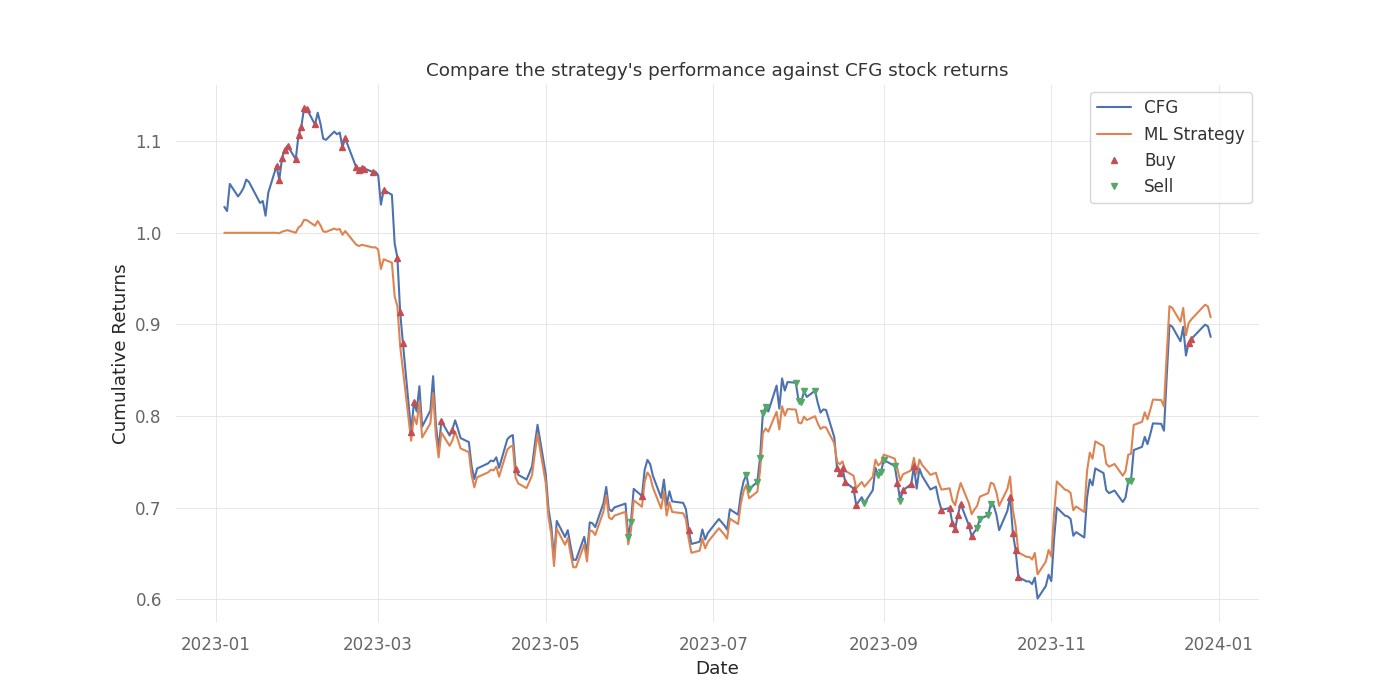 Compare the strategy's performance against CFG stock returns
CFG
ML Strategy
Buy
Sell
Cumulative Returns
1.1
1.0
0.9
0.8
0.7
0.6
2023-01 2023-03 2023-05 2023-07 2023-09 2023-11 2024-01
Date